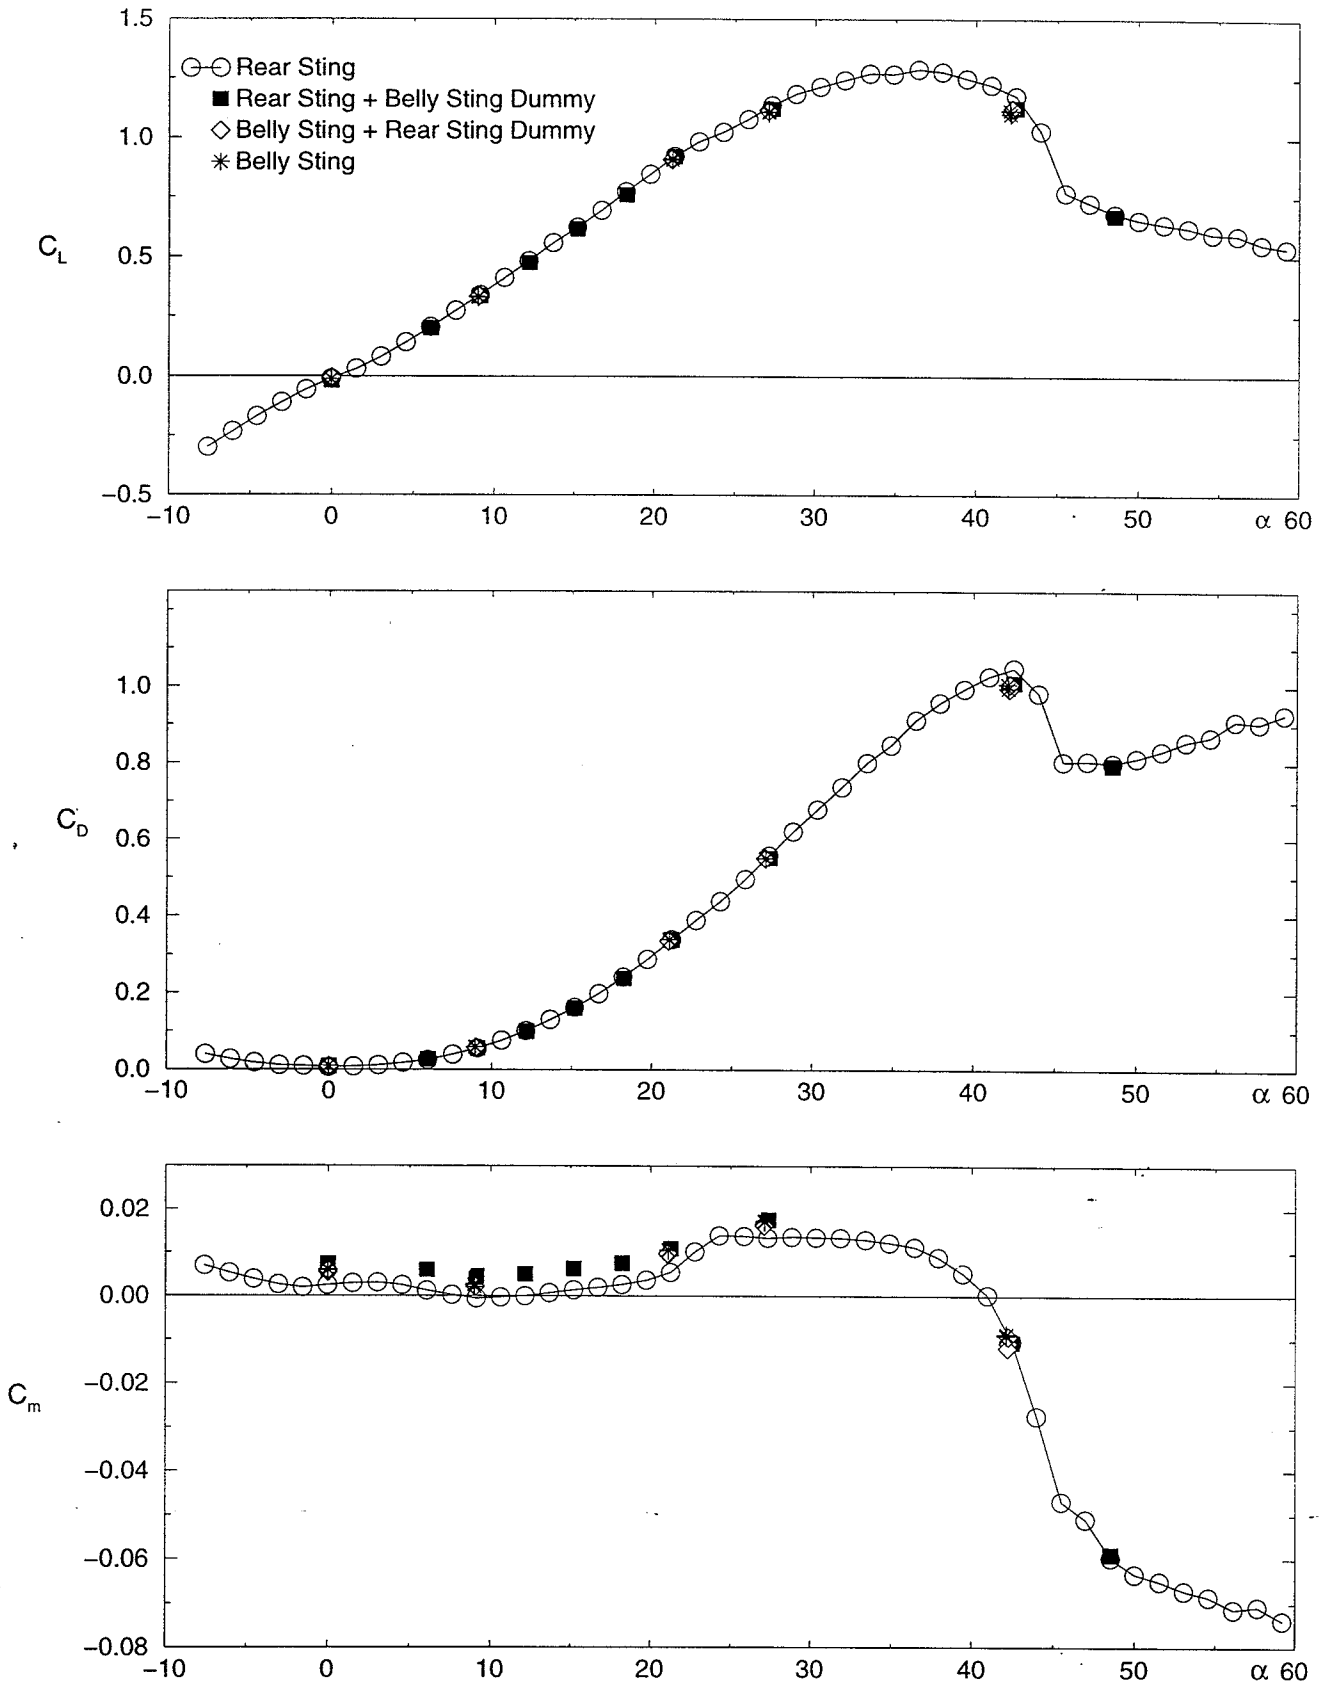 1.5
Rear Sting
Rear Sting + Belly Sting Dummy
1.0
Belly Sting + Rear Sting Dummy
Belly Sting
C_L
0.5
0.0
−0.5
−10 0 10 20 30 40 50 α 60
1.0
0.8
C_D
0.6
0.4
0.2
0.0
−10 0 10 20 30 40 50 α 60
0.02
0.00
−0.02
C_m
−0.04
−0.06
−0.08
−10 0 10 20 30 40 50 α 60